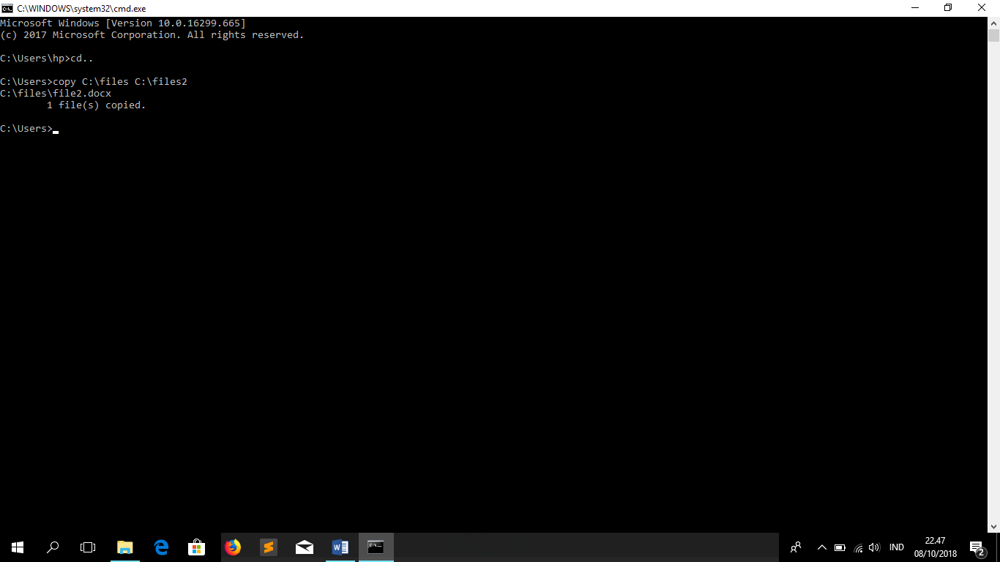 C:\WINDOWS\system32\cmd.exe
Microsoft Windows [Version 10.0.16299.665]
(c) 2017 Microsoft Corporation. All rights reserved.
C:\Users\hp>cd..
C:\Users>copy C:\files C:\files2
C:\files\file2.docx
        1 file(s) copied.
C:\Users>
IND
22.47
08/10/2018
2